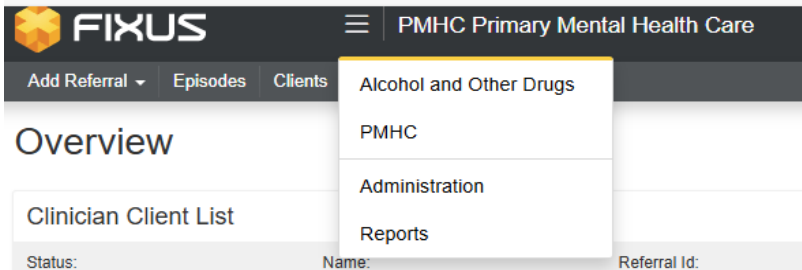 FIXUS
PMHC Primary Mental Health Care
Add Referral Episodes Clients
Alcohol and Other Drugs
PMHC
Administration
Reports
Overview
Clinician Client List
Status: Name: Referral Id: